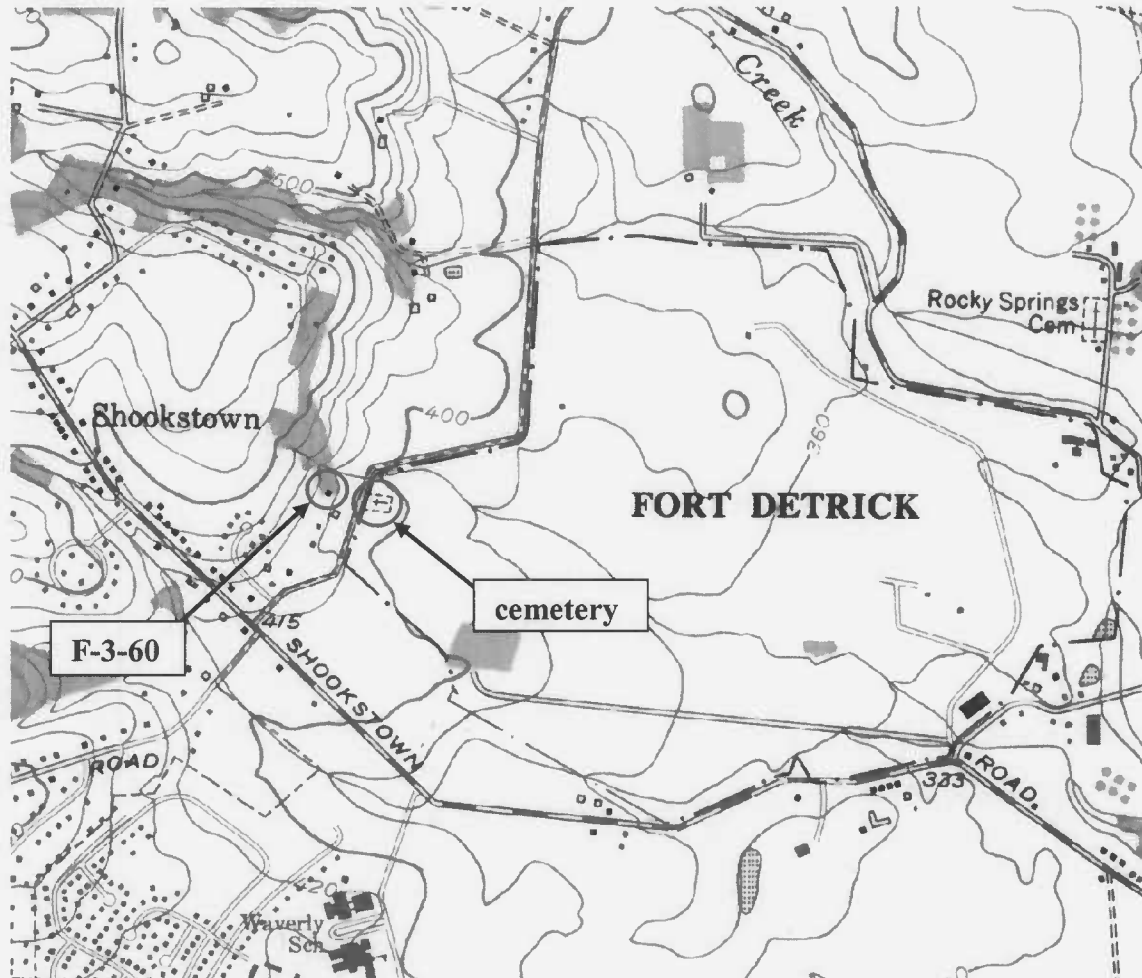 Creek
500
Rocky Springs
Cem
400
Shookstown
360
FORT DETRICK
cemetery
415
F-3-60
SHOOKSTOWN
ROAD
ROAD
333
420
Waverly
Sch